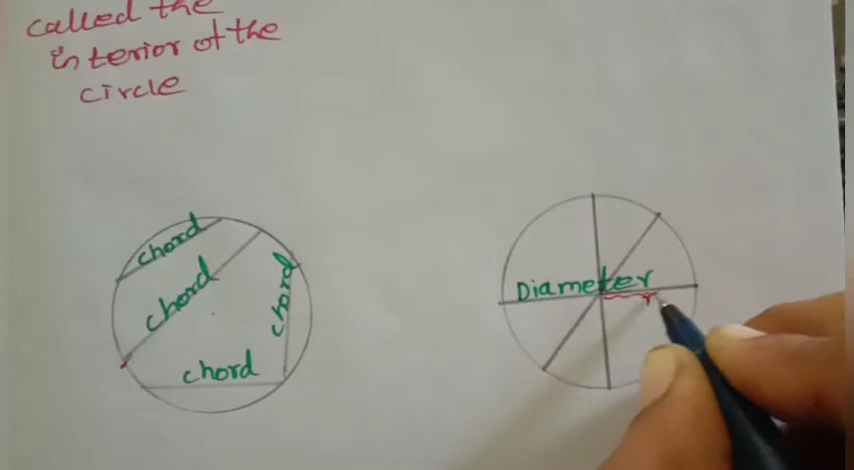 called the
interior of the
circle
chord
chord
chord
chord
Diameter
r